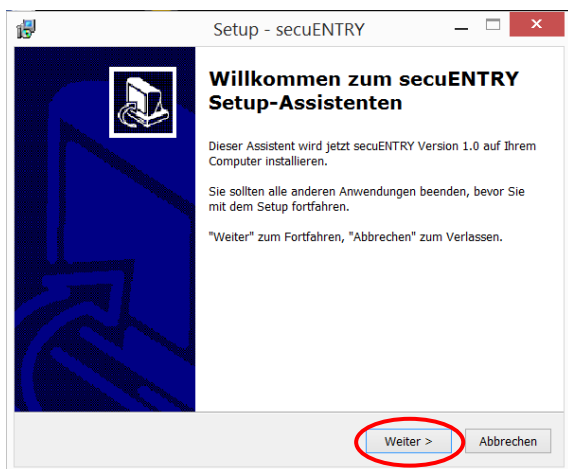 Setup - secuENTRY
Willkommen zum secuENTRY
Setup-Assistenten
Dieser Assistent wird jetzt secuENTRY Version 1.0 auf Ihrem
Computer installieren.
Sie sollten alle anderen Anwendungen beenden, bevor Sie
mit dem Setup fortfahren.
"Weiter" zum Fortfahren, "Abbrechen" zum Verlassen.
Weiter >
Abbrechen